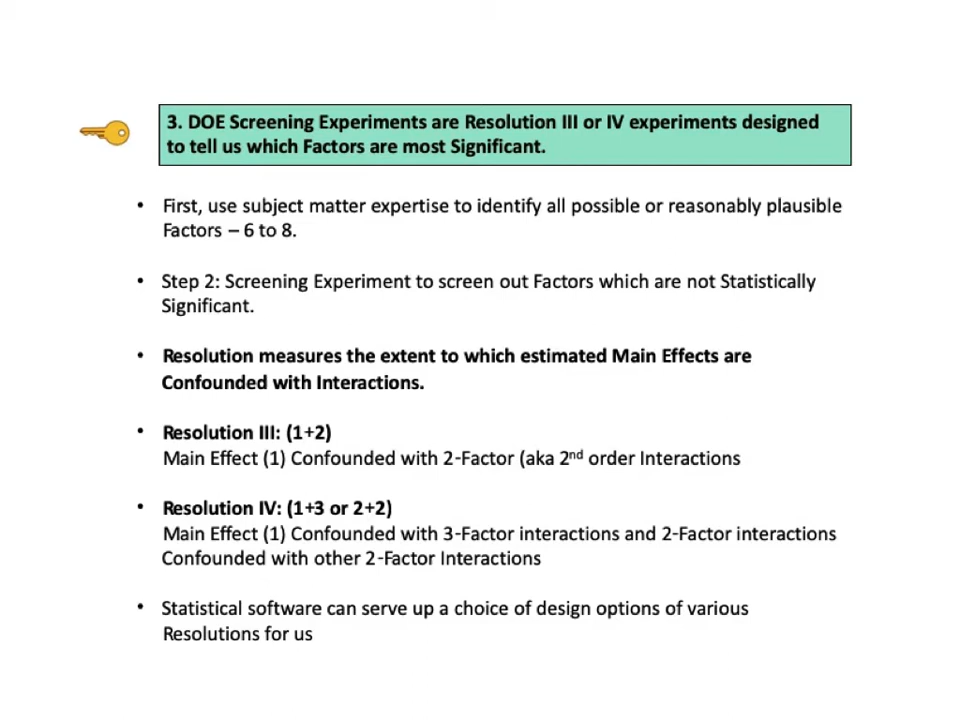 3. DOE Screening Experiments are Resolution III or IV experiments designed
to tell us which Factors are most Significant.
• First, use subject matter expertise to identify all possible or reasonably plausible
Factors – 6 to 8.
• Step 2: Screening Experiment to screen out Factors which are not Statistically
Significant.
• Resolution measures the extent to which estimated Main Effects are
Confounded with Interactions.
• Resolution III: (1+2)
Main Effect (1) Confounded with 2-Factor (aka 2nd order Interactions
• Resolution IV: (1+3 or 2+2)
Main Effect (1) Confounded with 3-Factor interactions and 2-Factor interactions
Confounded with other 2-Factor Interactions
• Statistical software can serve up a choice of design options of various
Resolutions for us